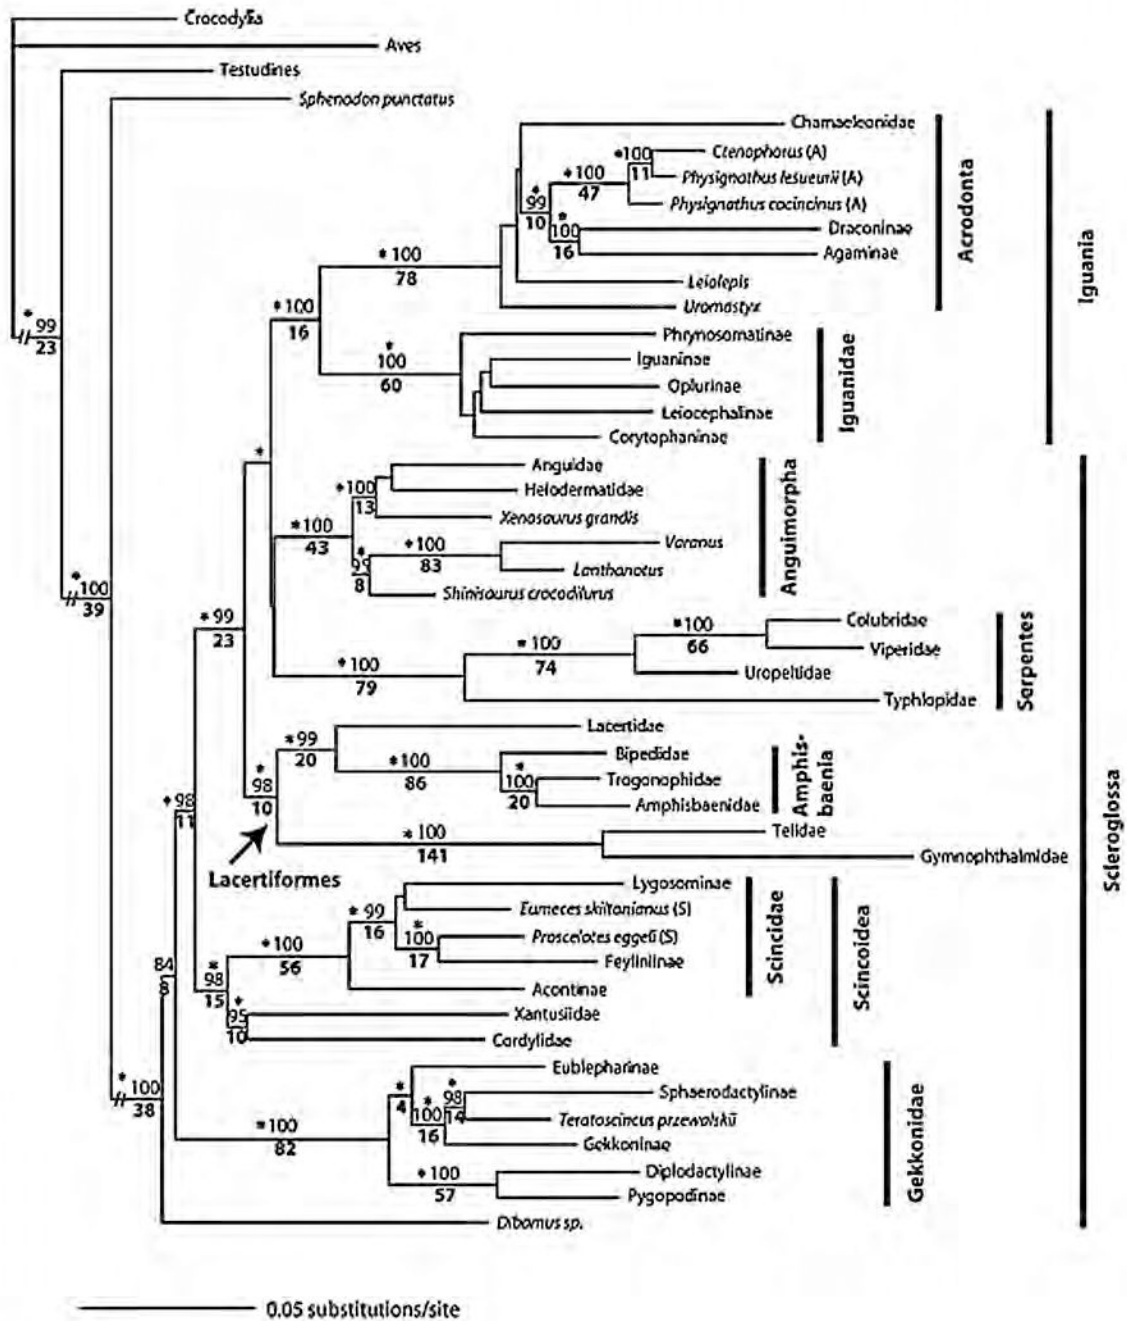 Crocodylia
Aves
Testudines
Sphenodon punctatus
Chamaeleonidae
*100
Ctenophorus (A)
*100
11
Physignathus lesueurii (A)
47
*
99
Physignathus cocincinus (A)
10
*
100
Draconinae
16
Agaminae
*100
78
Leiolepis
Uromastyx
Acrodonta
Iguania
*100
16
*
99
23
Phrynosomatinae
*
100
60
Iguaninae
Oplurinae
Leiocephalinae
Corytophaninae
Iguanidae
*
Anguidae
*100
13
Helodermatidae
Xenosaurus grandis
*100
43
*100
83
Varanus
*
99
8
Lanthanotus
Shinisaurus crocodilurus
Anguimorpha
*
100
39
*99
23
*100
66
Colubridae
Viperidae
*100
74
Uropeltidae
*100
79
Typhlopidae
Serpentes
Lacertidae
*99
20
*100
86
Bipedidae
*
100
20
Trogonophidae
Amphisbaenidae
Amphis-
baenia
*
98
10
Teiidae
*100
141
Gymnophthalmidae
Lacertiformes
Scleroglossa
*98
11
Lygosominae
*99
16
Eumeces skiltonianus (S)
*
100
17
Proscelotes eggeli (S)
Feyliniinae
*100
56
Acontinae
Scincidae
Scincoidea
84
8
*
98
15
*
95
10
Xantusiidae
Cordylidae
Eublepharinae
*
4
*
98
14
Sphaerodactylinae
*
100
16
Teratoscincus przewalskii
Gekkoninae
*
100
38
*100
82
*100
57
Diplodactylinae
Pygopodinae
Gekkonidae
Dibamus sp.
0.05 substitutions/site